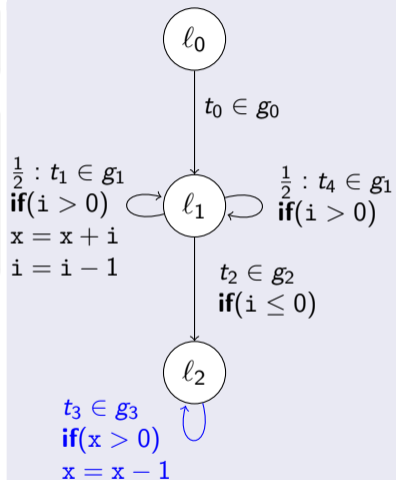 ℓ₀
t₀ ∈ g₀
½ : t₁ ∈ g₁
if(i > 0)
x = x + i
i = i − 1
ℓ₁
½ : t₄ ∈ g₁
if(i > 0)
t₂ ∈ g₂
if(i ≤ 0)
ℓ₂
t₃ ∈ g₃
if(x > 0)
x = x − 1